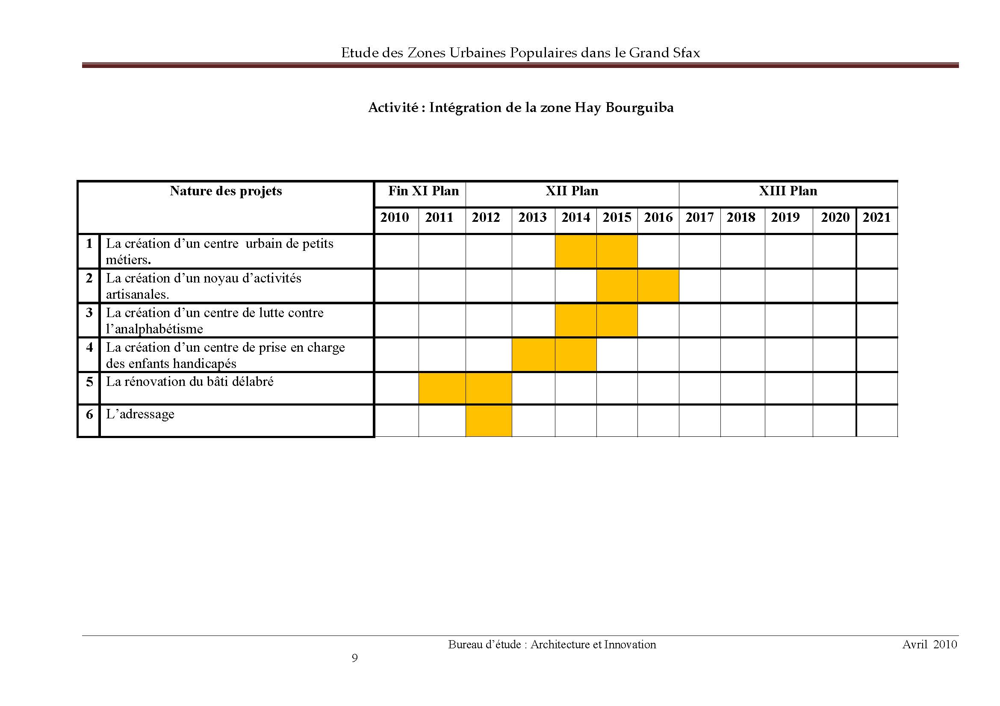 Etude des Zones Urbaines Populaires dans le Grand Sfax
Activité : Intégration de la zone Hay Bourguiba
Nature des projets Fin XI Plan XII Plan XIII Plan
2010 2011 2012 2013 2014 2015 2016 2017 2018 2019 2020 2021
1 La création d’un centre urbain de petits
métiers.
2 La création d’un noyau d’activités
artisanales.
3 La création d’un centre de lutte contre
l’analphabétisme
4 La création d’un centre de prise en charge
des enfants handicapés
5 La rénovation du bâti délabré
6 L’adressage
Bureau d’étude : Architecture et Innovation Avril 2010
9